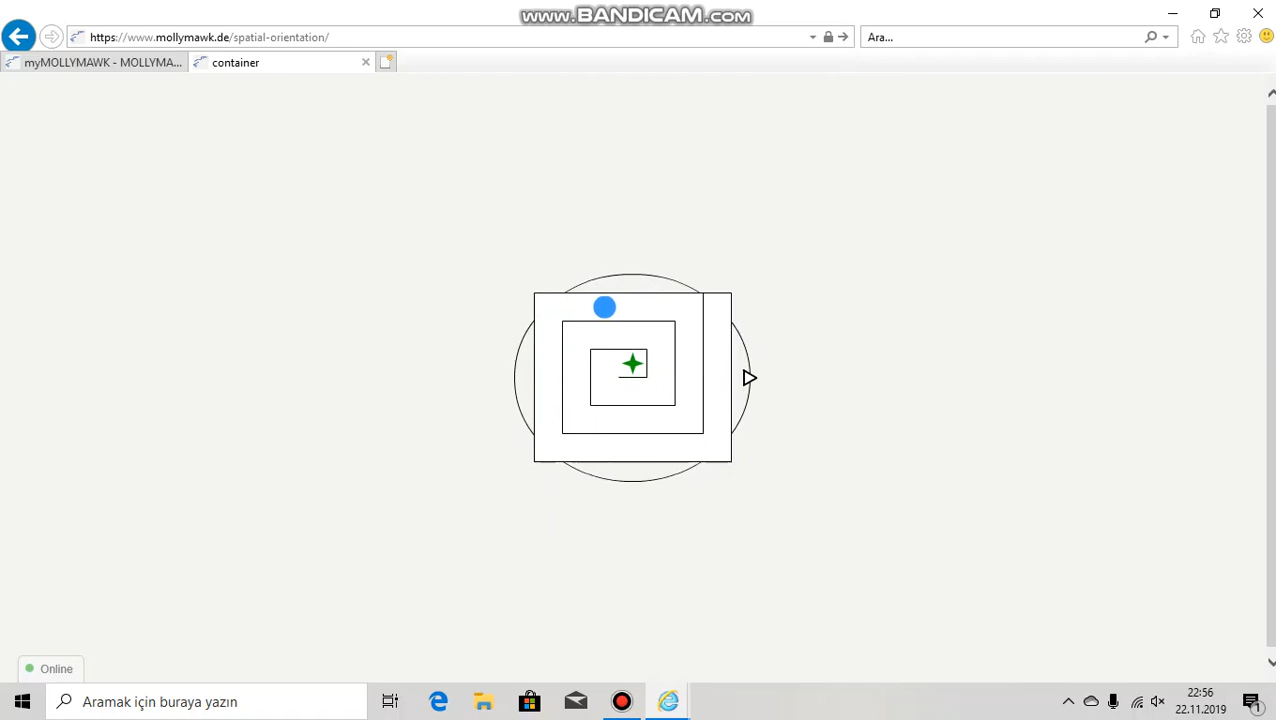 www.BANDICAM.com
https://www.mollymawk.de/spatial-orientation/
Ara...
myMOLLYMAWK - MOLLYMA...
container
Online
Aramak için buraya yazın
22:56
22.11.2019
1